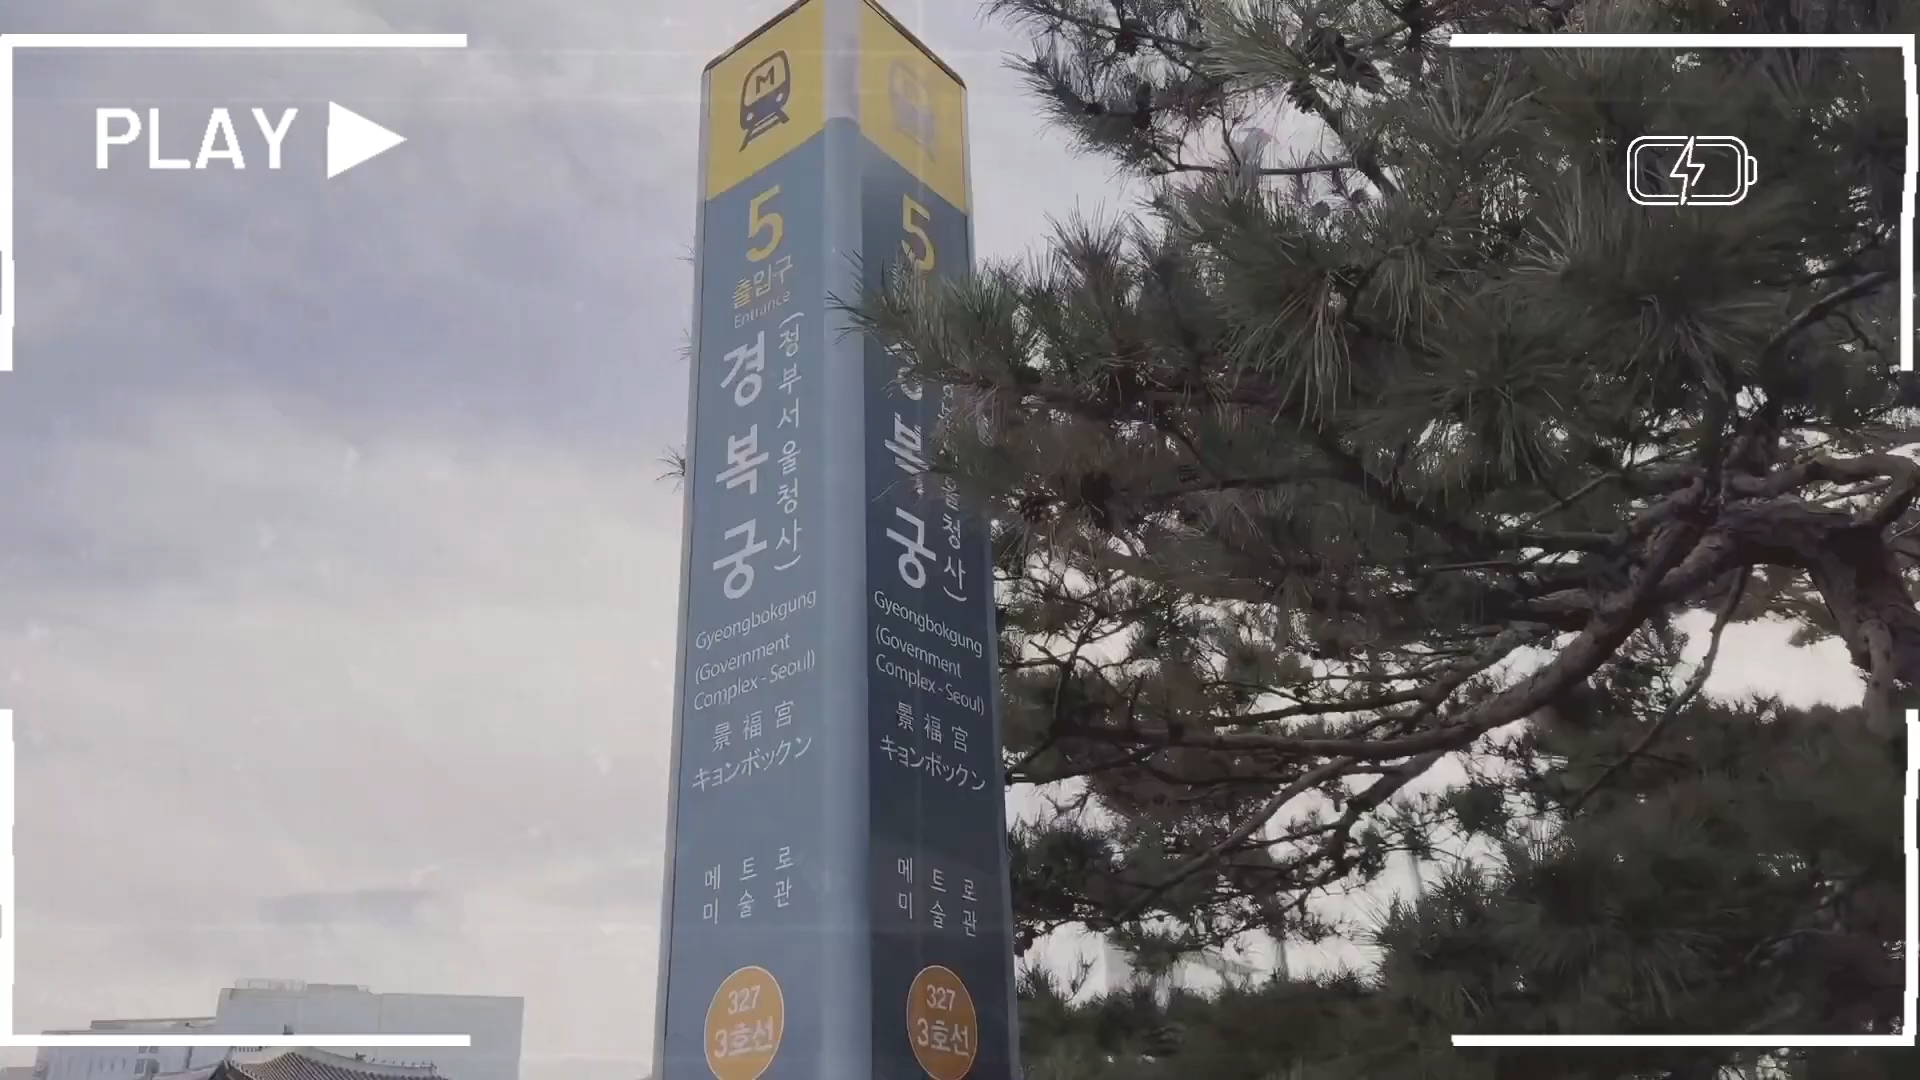 PLAY
M
5
출입구
Entrance
경복궁
(정부서울청사)
Gyeongbokgung
(Government
Complex - Seoul)
景福宮
キョンボックン
메트로
미술관
327
3호선
5
궁
청사)
Gyeongbokgung
(Government
Complex - Seoul)
景福宮
キョンボックン
메트로
미술관
327
3호선